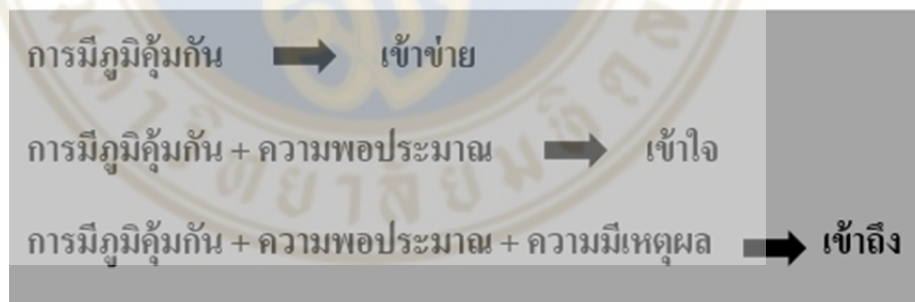 การมีภูมิคุ้มกัน ➡ เข้าข่าย
การมีภูมิคุ้มกัน + ความพอประมาณ ➡ เข้าใจ
การมีภูมิคุ้มกัน + ความพอประมาณ + ความมีเหตุผล ➡ เข้าถึง